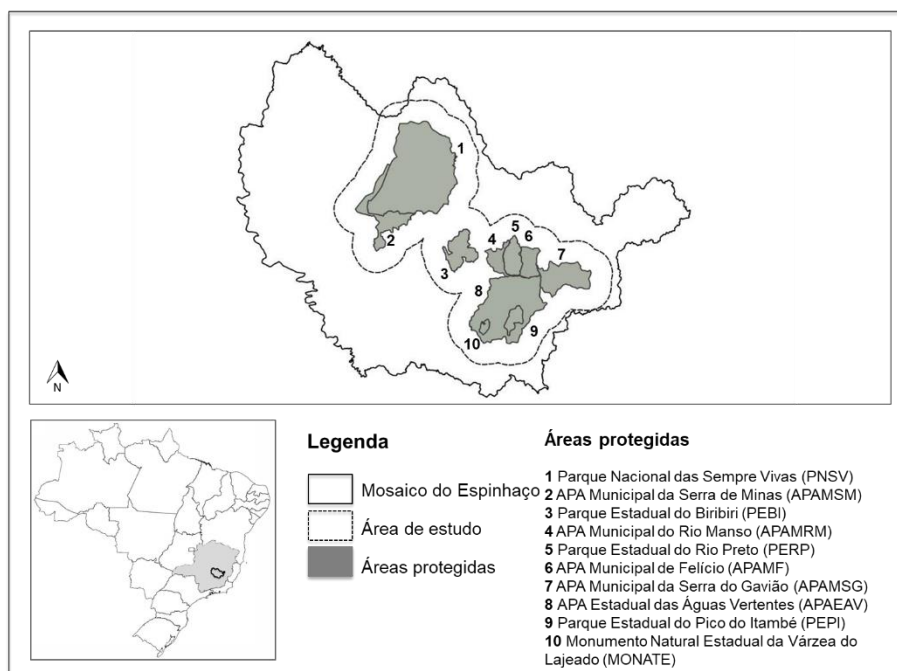 1
2
3
4
5
6
7
8
9
10
N
Legenda
Mosaico do Espinhaço
Área de estudo
Áreas protegidas
Áreas protegidas
1 Parque Nacional das Sempre Vivas (PNSV)
2 APA Municipal da Serra de Minas (APAMSM)
3 Parque Estadual do Biribiri (PEBI)
4 APA Municipal do Rio Manso (APAMRM)
5 Parque Estadual do Rio Preto (PERP)
6 APA Municipal de Felício (APAMF)
7 APA Municipal da Serra do Gavião (APAMSG)
8 APA Estadual das Águas Vertentes (APAEAV)
9 Parque Estadual do Pico do Itambé (PEPI)
10 Monumento Natural Estadual da Várzea do
Lajeado (MONATE)